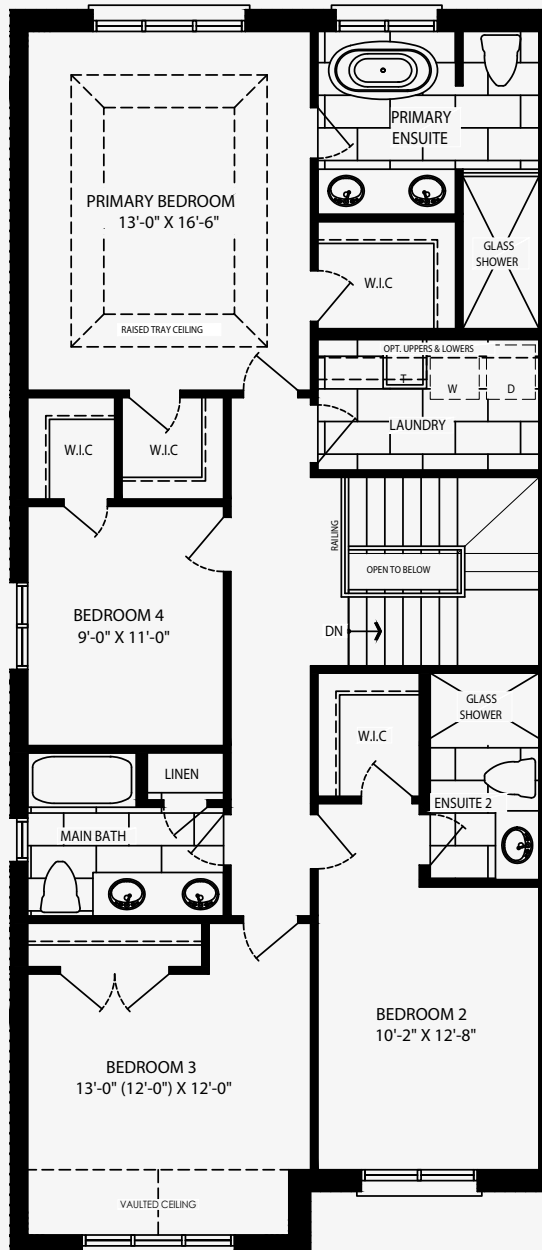 PRIMARY
ENSUITE
PRIMARY BEDROOM
13'-0" X 16'-6"
GLASS
SHOWER
W.I.C
RAISED TRAY CEILING
OPT. UPPERS & LOWERS
T
W
D
LAUNDRY
W.I.C
W.I.C
RAILING
OPEN TO BELOW
BEDROOM 4
9'-0" X 11'-0"
DN
GLASS
SHOWER
W.I.C
LINEN
ENSUITE 2
MAIN BATH
BEDROOM 2
10'-2" X 12'-8"
BEDROOM 3
13'-0" (12'-0") X 12'-0"
VAULTED CEILING